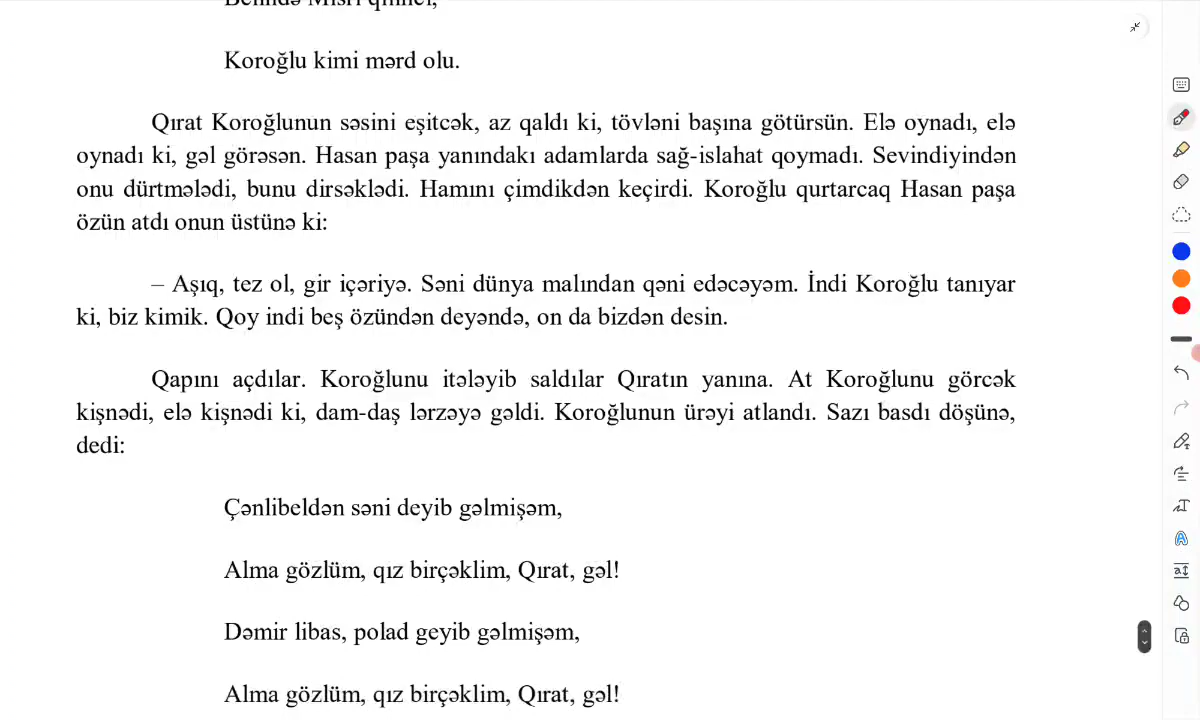 Belində Misri qılıncı,
Koroğlu kimi mərd olu.
Qırat Koroğlunun səsini eşitcək, az qaldı ki, tövləni başına götürsün. Elə oynadı, elə
oynadı ki, gəl görəsən. Hasan paşa yanındakı adamlarda sağ-islahat qoymadı. Sevindiyindən
onu dürtmələdi, bunu dirsəklədi. Hamını çimdikdən keçirdi. Koroğlu qurtarcaq Hasan paşa
özün atdı onun üstünə ki:
– Aşıq, tez ol, gir içəriyə. Səni dünya malından qəni edəcəyəm. İndi Koroğlu tanıyar
ki, biz kimik. Qoy indi beş özündən deyəndə, on da bizdən desin.
Qapını açdılar. Koroğlunu itələyib saldılar Qıratın yanına. At Koroğlunu görcək
kişnədi, elə kişnədi ki, dam-daş lərzəyə gəldi. Koroğlunun ürəyi atlandı. Sazı basdı döşünə,
dedi:
Çənlibeldən səni deyib gəlmişəm,
Alma gözlüm, qız birçəklim, Qırat, gəl!
Dəmir libas, polad geyib gəlmişəm,
Alma gözlüm, qız birçəklim, Qırat, gəl!